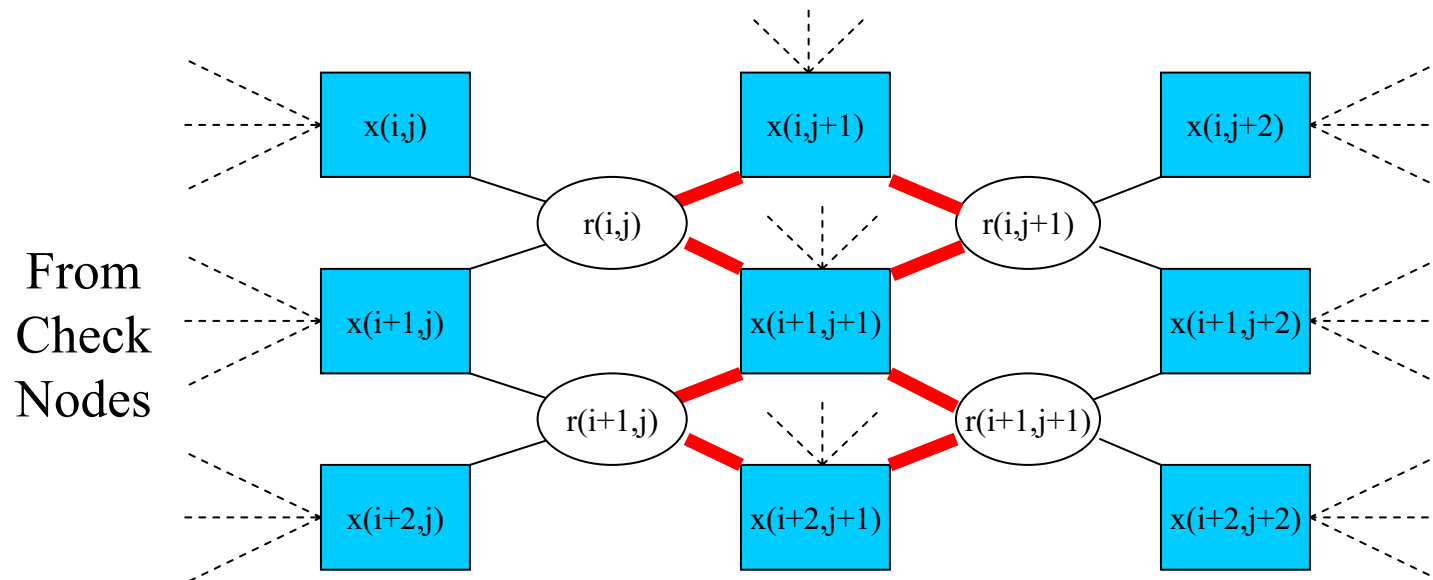 x(i,j)
x(i,j+1)
x(i,j+2)
r(i,j)
r(i,j+1)
From
Check
Nodes
x(i+1,j)
x(i+1,j+1)
x(i+1,j+2)
r(i+1,j)
r(i+1,j+1)
x(i+2,j)
x(i+2,j+1)
x(i+2,j+2)